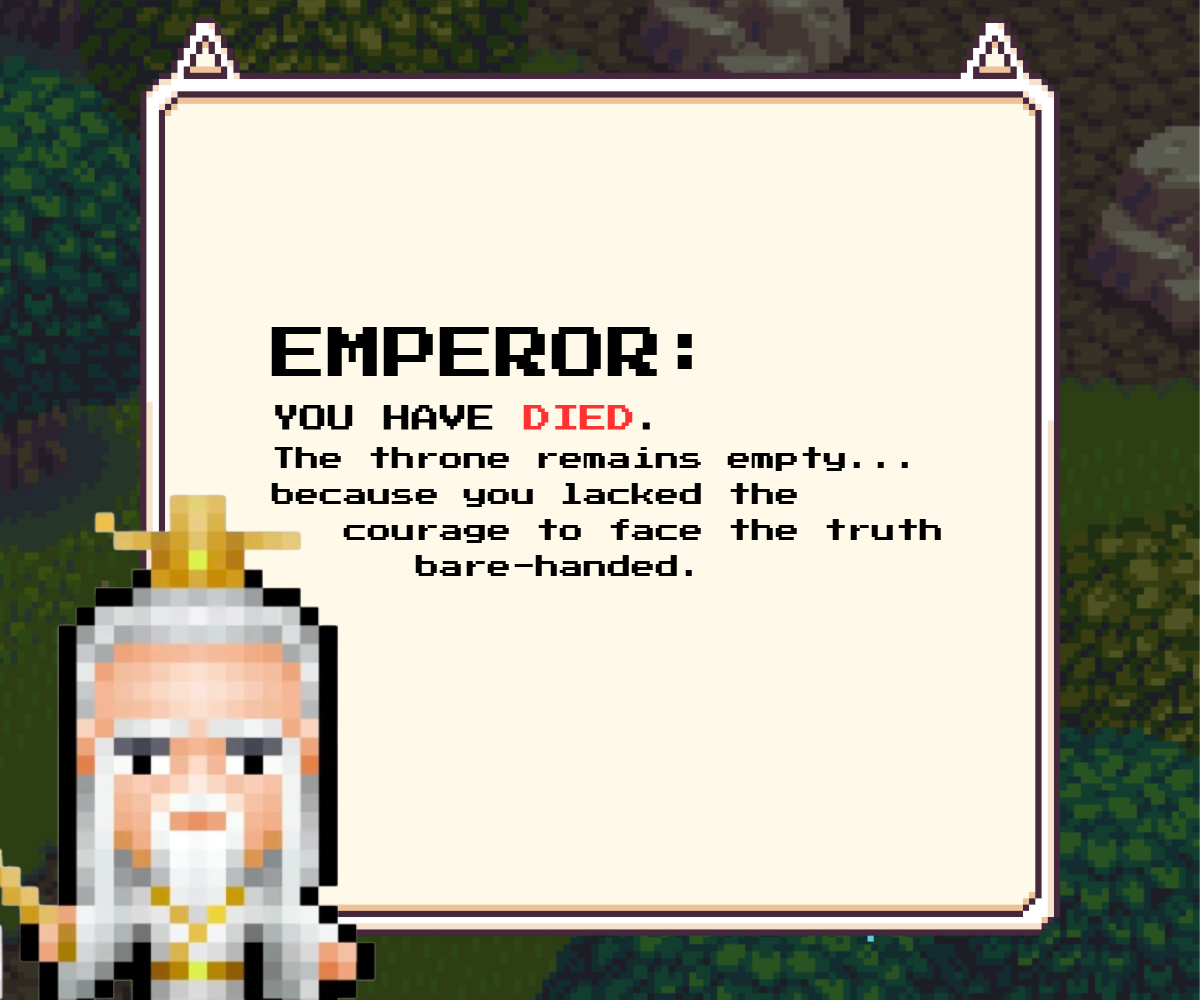 EMPEROR:
YOU HAVE DIED.
The throne remains empty...
because you lacked the
courage to face the truth
bare-handed.